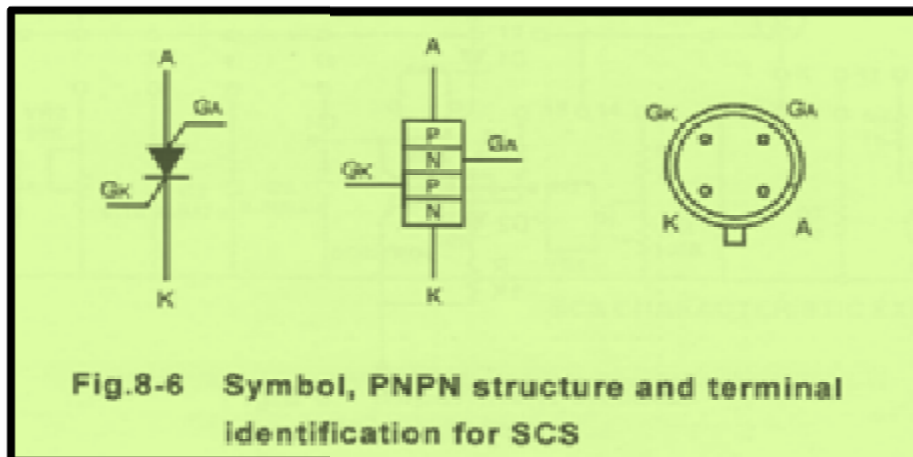 A
GA
GK
K
A
P
N
GA
GK
P
N
K
GK
GA
K
A
Fig.8-6 Symbol, PNPN structure and terminal
identification for SCS